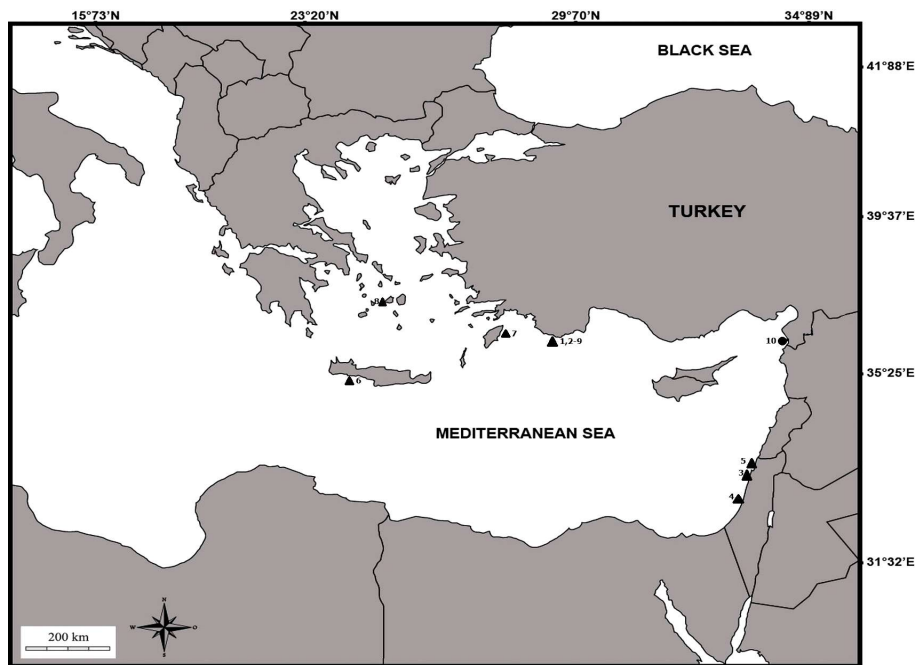 15°73'N 23°20'N 29°70'N 34°89'N
BLACK SEA
41°88'E
TURKEY
39°37'E
8
7
1,2-9
10
35°25'E
6
MEDITERRANEAN SEA
5
3
4
31°32'E
N
W O
S
200 km